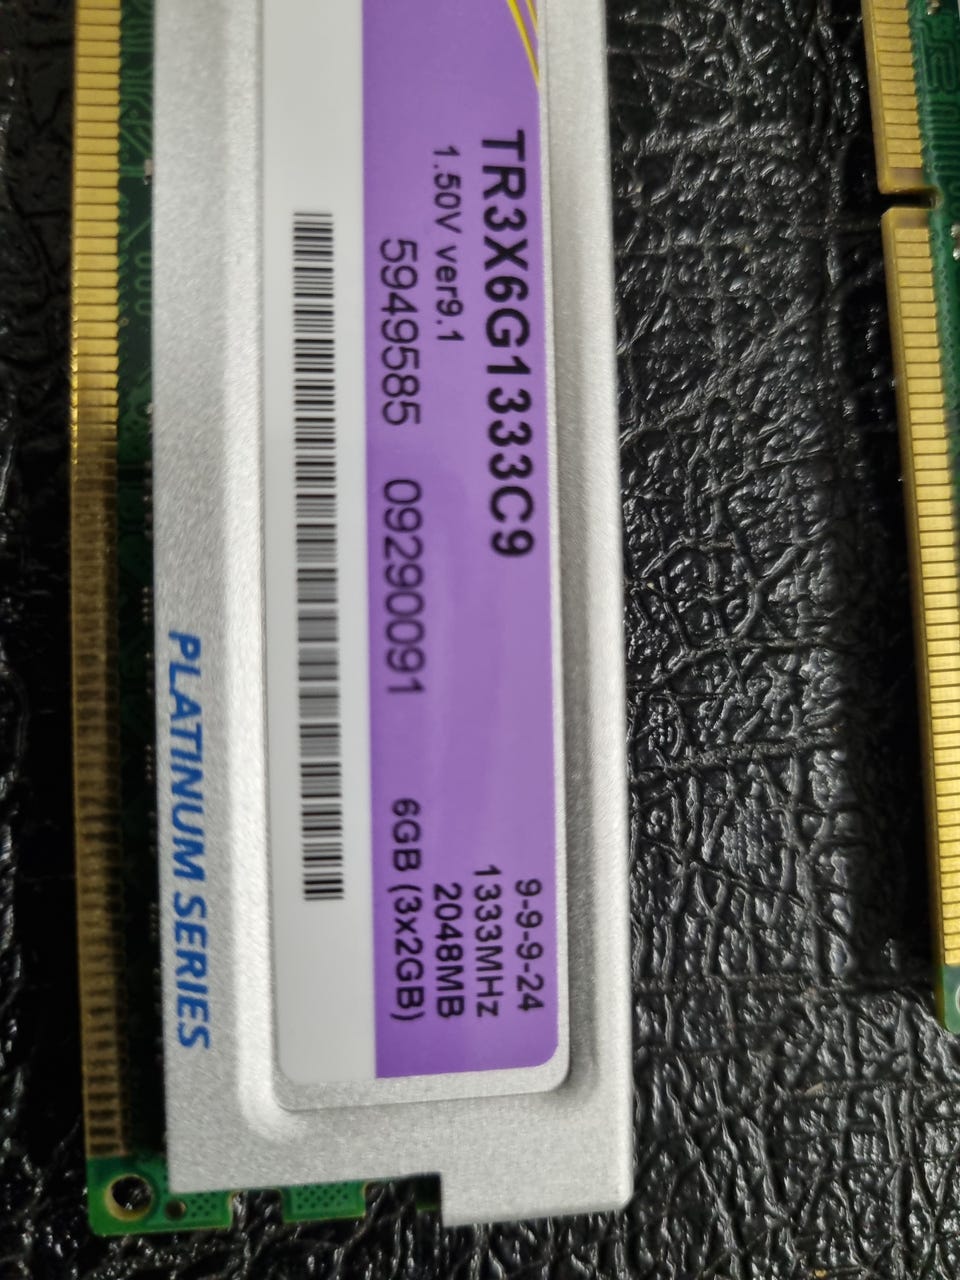 TR3X6G1333C9
1.50V ver9.1
5949585 09290091
9-9-9-24
1333MHz
2048MB
6GB (3x2GB)
PLATINUM SERIES